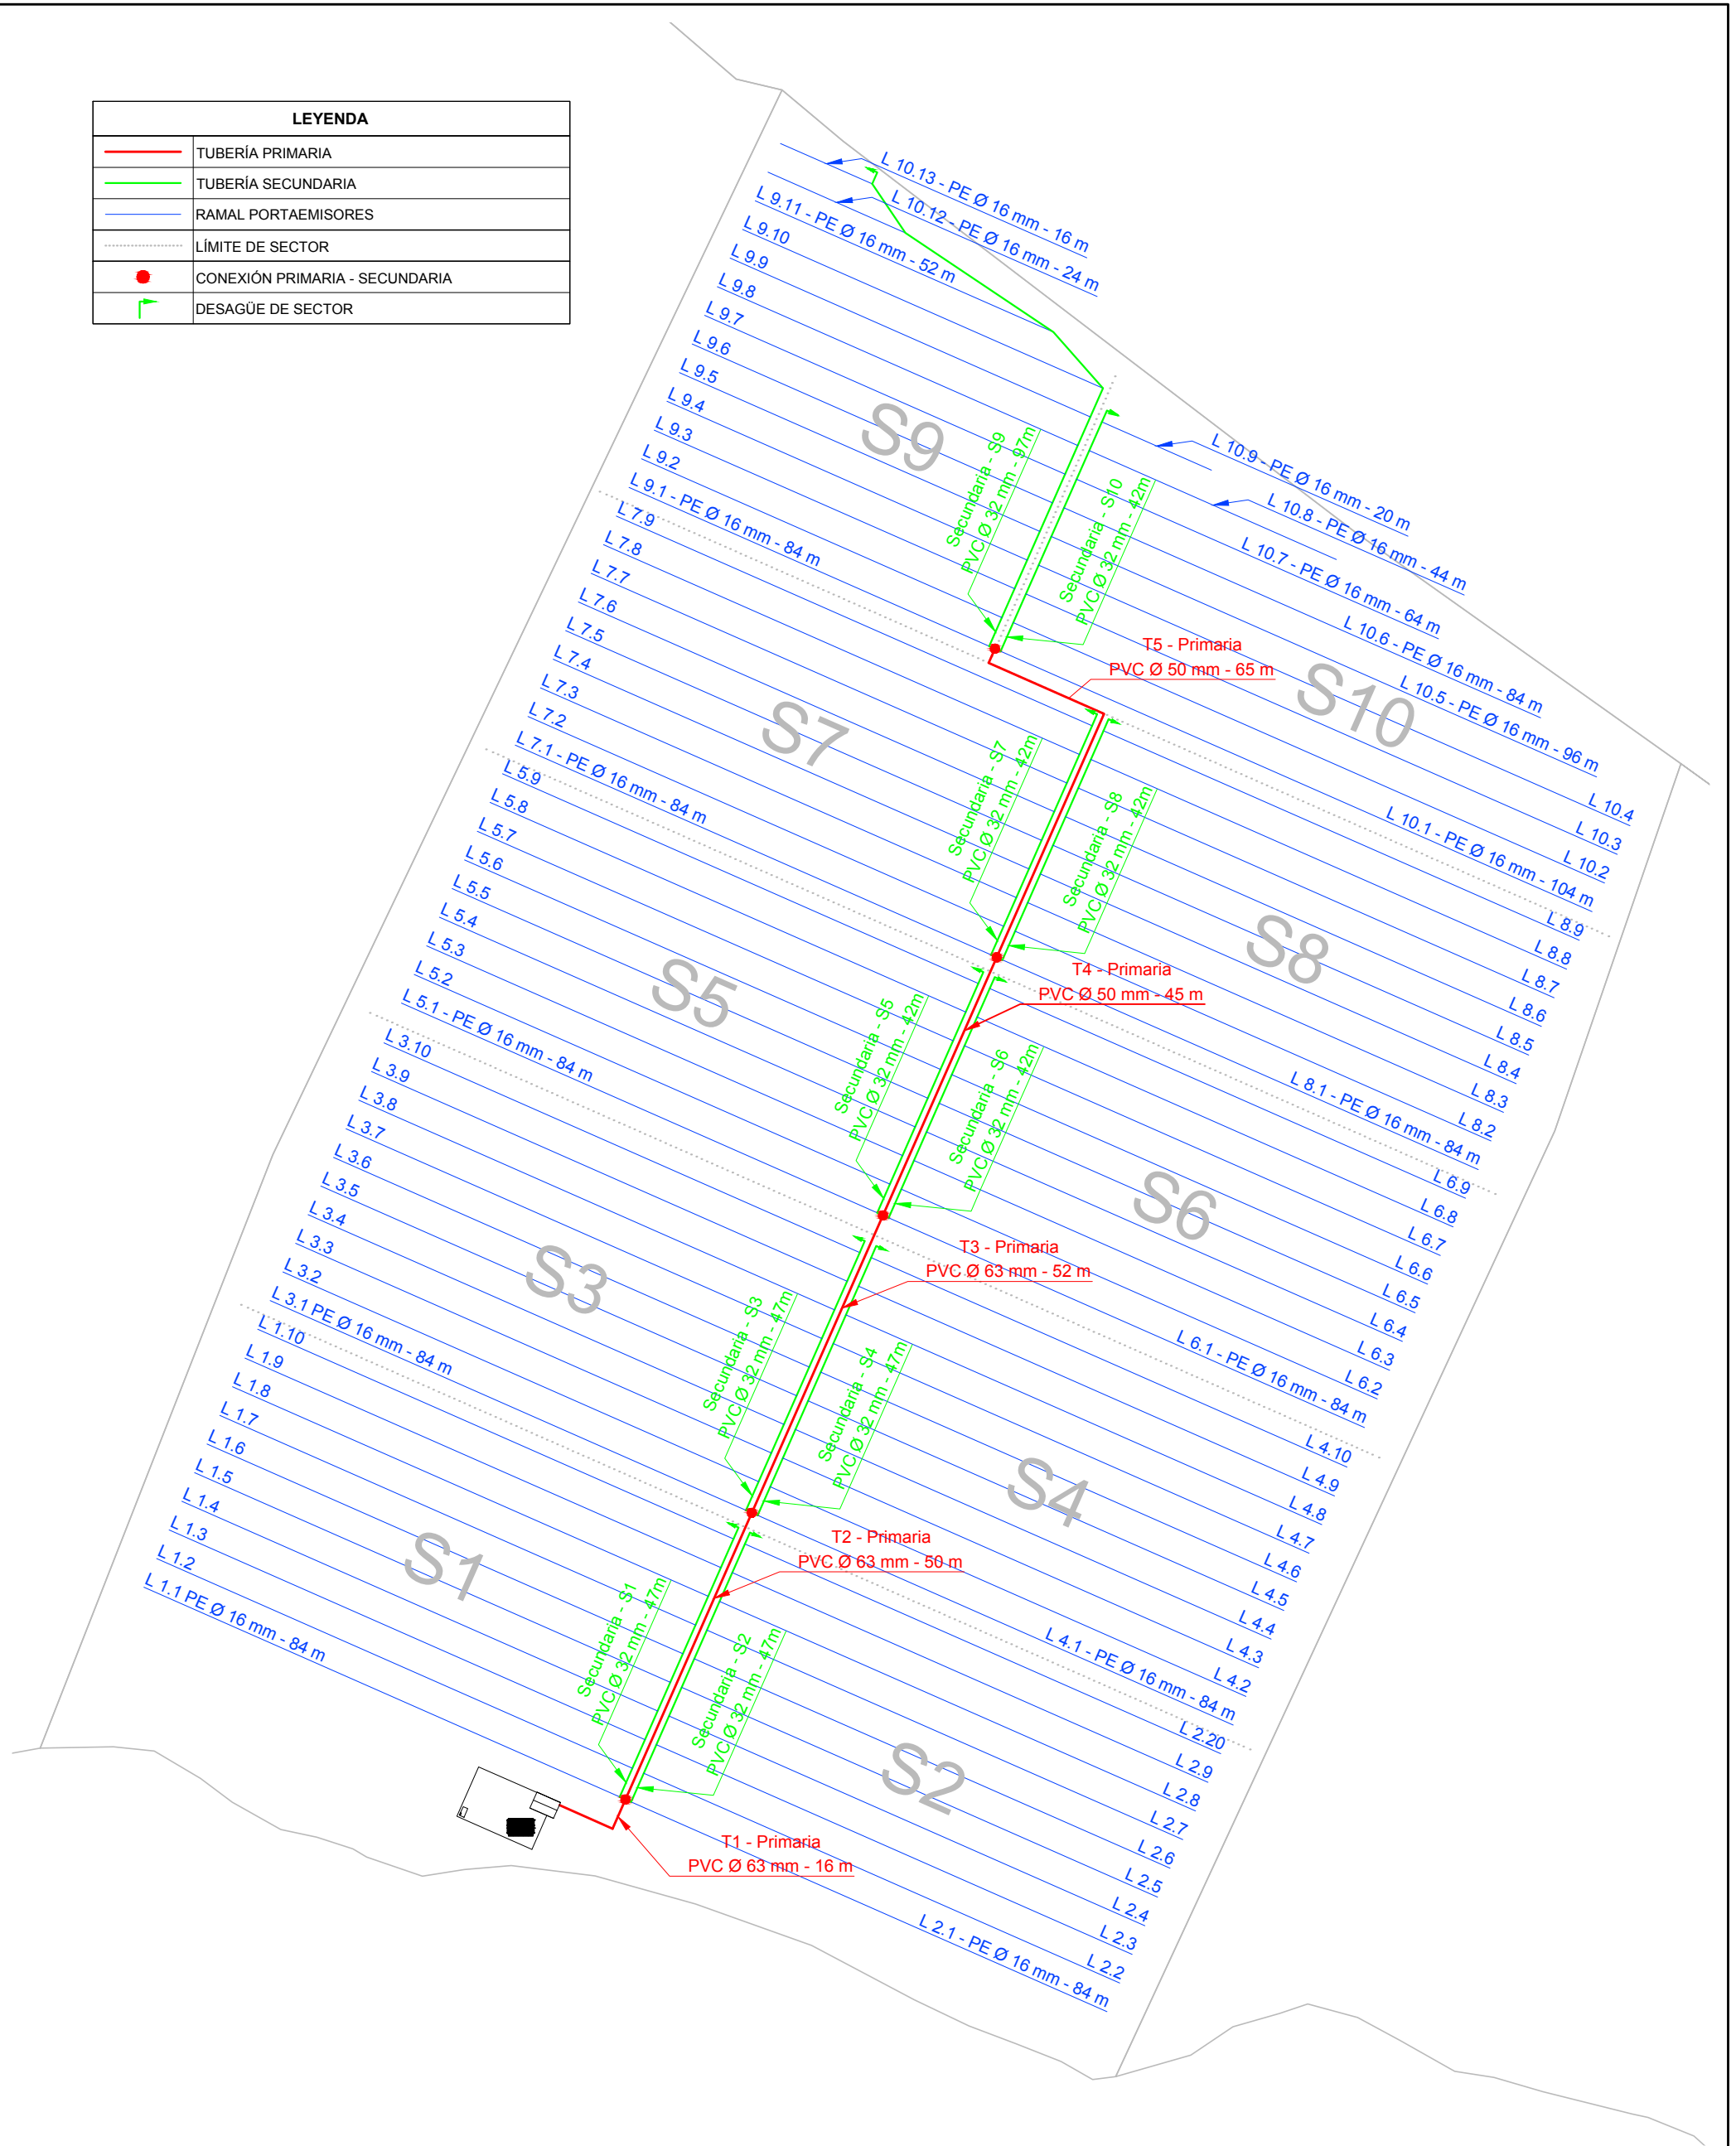 LEYENDA
TUBERÍA PRIMARIA
TUBERÍA SECUNDARIA
RAMAL PORTAEMISORES
LÍMITE DE SECTOR
CONEXIÓN PRIMARIA - SECUNDARIA
DESAGÜE DE SECTOR
L 10.13 - PE Ø 16 mm - 16 m
L 10.12 - PE Ø 16 mm - 24 m
L 9.11 - PE Ø 16 mm - 52 m
L 9.10
L 9.9
L 9.8
L 9.7
L 9.6
L 9.5
L 9.4
L 9.3
L 9.2
L 9.1 - PE Ø 16 mm - 84 m
S9
Secundaria - S9
PVC Ø 32 mm - 97m
Secundaria - S10
PVC Ø 32 mm - 42m
L 10.9 - PE Ø 16 mm - 20 m
L 10.8 - PE Ø 16 mm - 44 m
L 10.7 - PE Ø 16 mm - 64 m
L 10.6 - PE Ø 16 mm - 84 m
L 10.5 - PE Ø 16 mm - 96 m
L 10.4
L 10.3
L 10.2
L 10.1 - PE Ø 16 mm - 104 m
S10
T5 - Primaria
PVC Ø 50 mm - 65 m
L 7.9
L 7.8
L 7.7
L 7.6
L 7.5
L 7.4
L 7.3
L 7.2
L 7.1 - PE Ø 16 mm - 84 m
S7
Secundaria - S7
PVC Ø 32 mm - 42m
Secundaria - S8
PVC Ø 32 mm - 42m
S8
L 8.9
L 8.8
L 8.7
L 8.6
L 8.5
L 8.4
L 8.3
L 8.2
L 8.1 - PE Ø 16 mm - 84 m
T4 - Primaria
PVC Ø 50 mm - 45 m
L 5.9
L 5.8
L 5.7
L 5.6
L 5.5
L 5.4
L 5.3
L 5.2
L 5.1 - PE Ø 16 mm - 84 m
S5
Secundaria - S5
PVC Ø 32 mm - 42m
Secundaria - S6
PVC Ø 32 mm - 42m
S6
L 6.9
L 6.8
L 6.7
L 6.6
L 6.5
L 6.4
L 6.3
L 6.2
L 6.1 - PE Ø 16 mm - 84 m
T3 - Primaria
PVC Ø 63 mm - 52 m
L 3.10
L 3.9
L 3.8
L 3.7
L 3.6
L 3.5
L 3.4
L 3.3
L 3.2
L 3.1 PE Ø 16 mm - 84 m
S3
Secundaria - S3
PVC Ø 32 mm - 47m
Secundaria - S4
PVC Ø 32 mm - 47m
S4
L 4.10
L 4.9
L 4.8
L 4.7
L 4.6
L 4.5
L 4.4
L 4.3
L 4.2
L 4.1 - PE Ø 16 mm - 84 m
T2 - Primaria
PVC Ø 63 mm - 50 m
L 1.10
L 1.9
L 1.8
L 1.7
L 1.6
L 1.5
L 1.4
L 1.3
L 1.2
L 1.1 PE Ø 16 mm - 84 m
S1
Secundaria - S1
PVC Ø 32 mm - 47m
Secundaria - S2
PVC Ø 32 mm - 47m
S2
L 2.20
L 2.9
L 2.8
L 2.7
L 2.6
L 2.5
L 2.4
L 2.3
L 2.2
L 2.1 - PE Ø 16 mm - 84 m
T1 - Primaria
PVC Ø 63 mm - 16 m